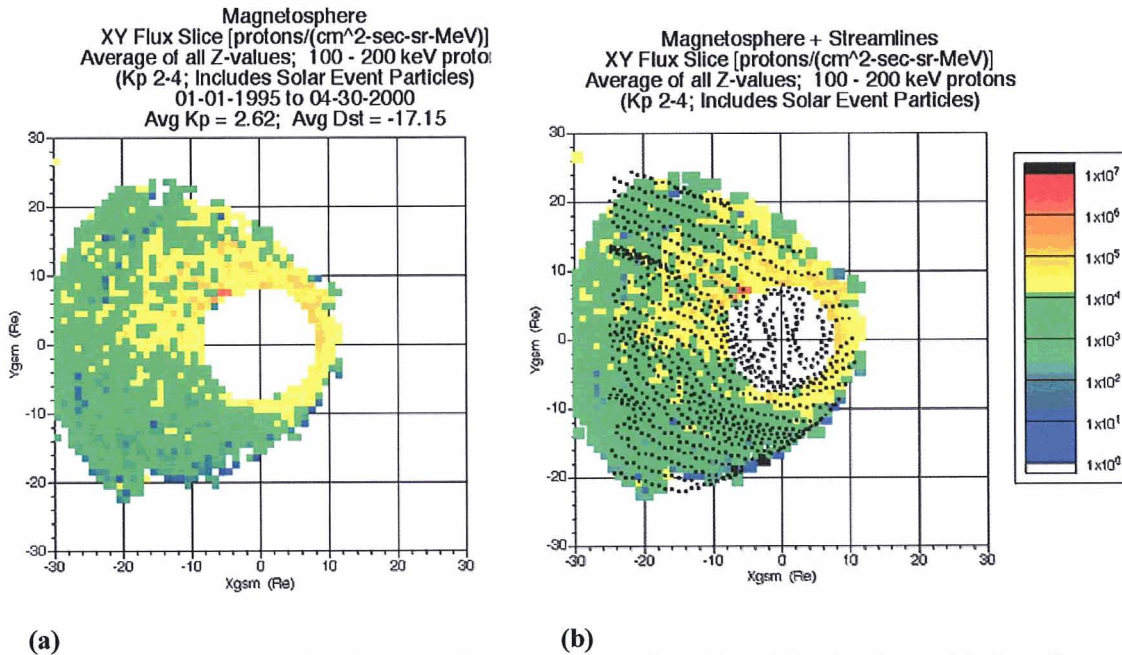 Magnetosphere
XY Flux Slice [protons/(cm^2-sec-sr-MeV)]
Average of all Z-values; 100 - 200 keV proto
(Kp 2-4; Includes Solar Event Particles)
01-01-1995 to 04-30-2000
Avg Kp = 2.62; Avg Dst = -17.15
30
20
10
0
-10
-20
-30
Ygsm (Re)
-30
-20
-10
0
10
20
30
Xgsm (Re)
(a)
Magnetosphere + Streamlines
XY Flux Slice [protons/(cm^2-sec-sr-MeV)]
Average of all Z-values; 100 - 200 keV protons
(Kp 2-4; Includes Solar Event Particles)
30
20
10
0
-10
-20
-30
Ygsm (Re)
-30
-20
-10
0
10
20
30
Xgsm (Re)
(b)
1x10^7
1x10^6
1x10^5
1x10^4
1x10^3
1x10^2
1x10^1
1x10^0